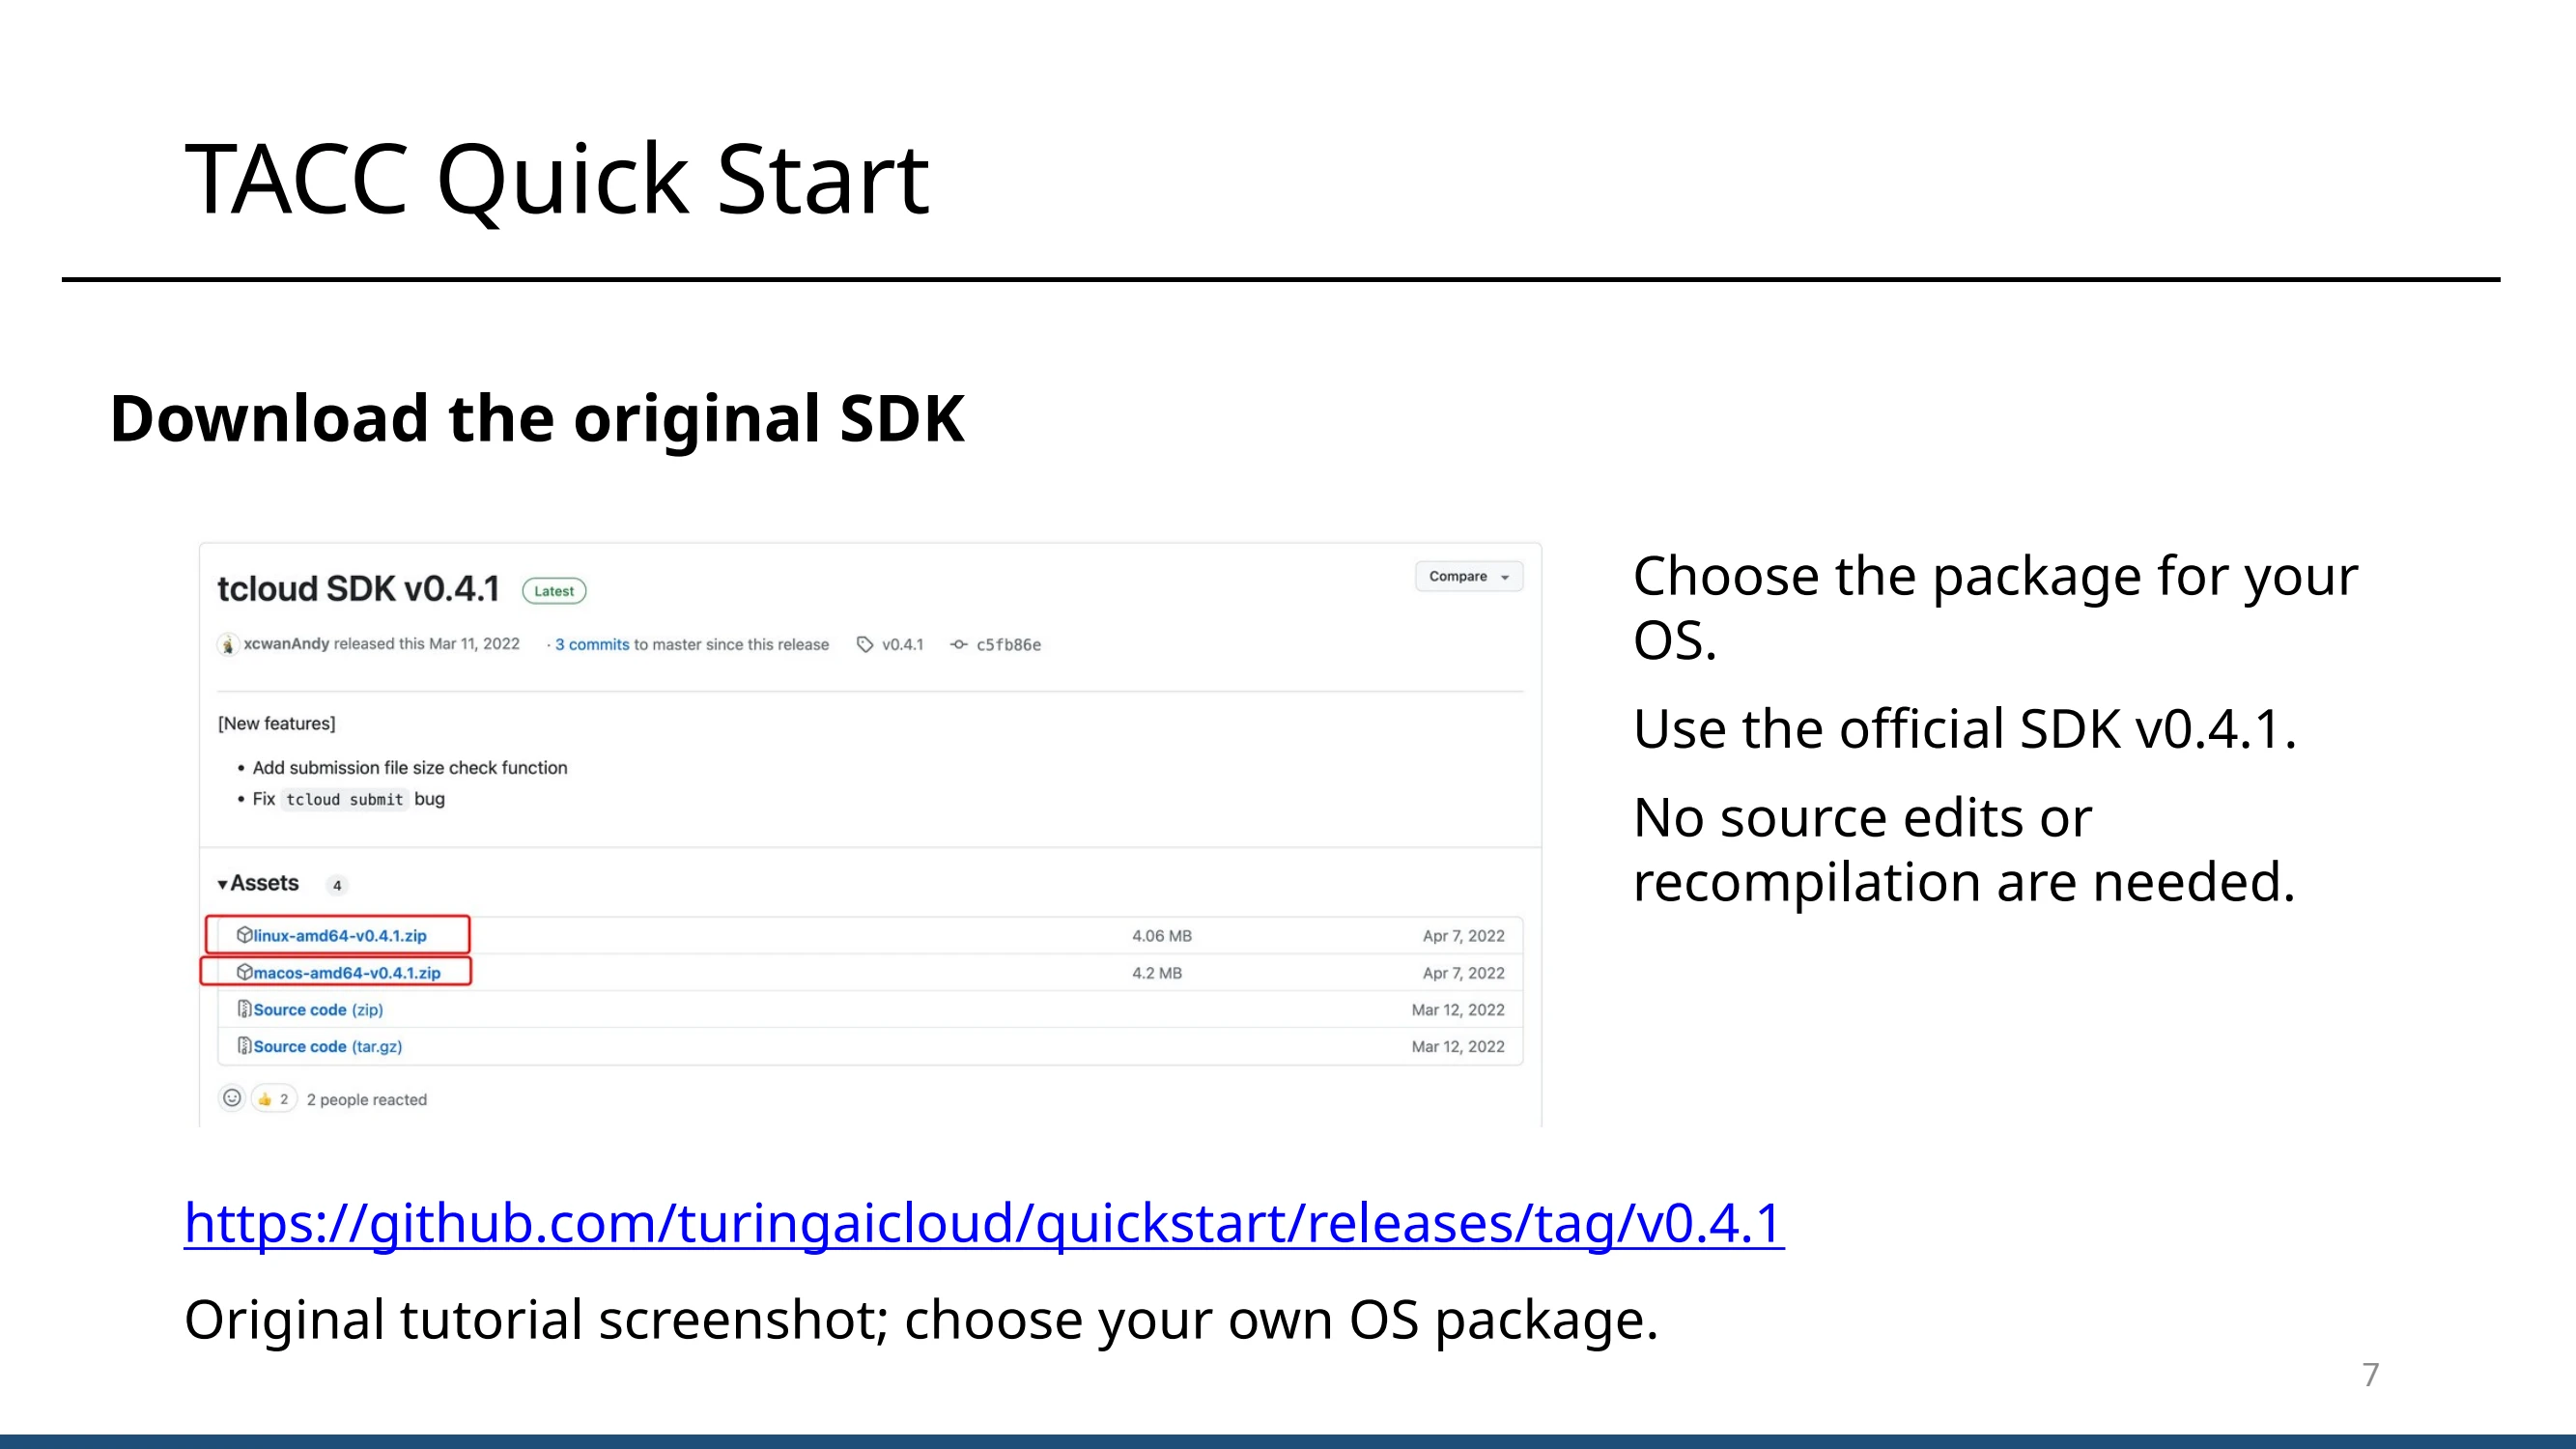 TACC Quick Start
Download the original SDK
tcloud SDK v0.4.1 Latest Compare
xcwanAndy released this Mar 11, 2022 · 3 commits to master since this release v0.4.1 c5fb86e
[New features]
• Add submission file size check function
• Fix tcloud submit bug
▾Assets 4
linux-amd64-v0.4.1.zip 4.06 MB Apr 7, 2022
macos-amd64-v0.4.1.zip 4.2 MB Apr 7, 2022
Source code (zip) Mar 12, 2022
Source code (tar.gz) Mar 12, 2022
👍 2 2 people reacted
Choose the package for your
OS.
Use the official SDK v0.4.1.
No source edits or
recompilation are needed.
https://github.com/turingaicloud/quickstart/releases/tag/v0.4.1
Original tutorial screenshot; choose your own OS package.
7